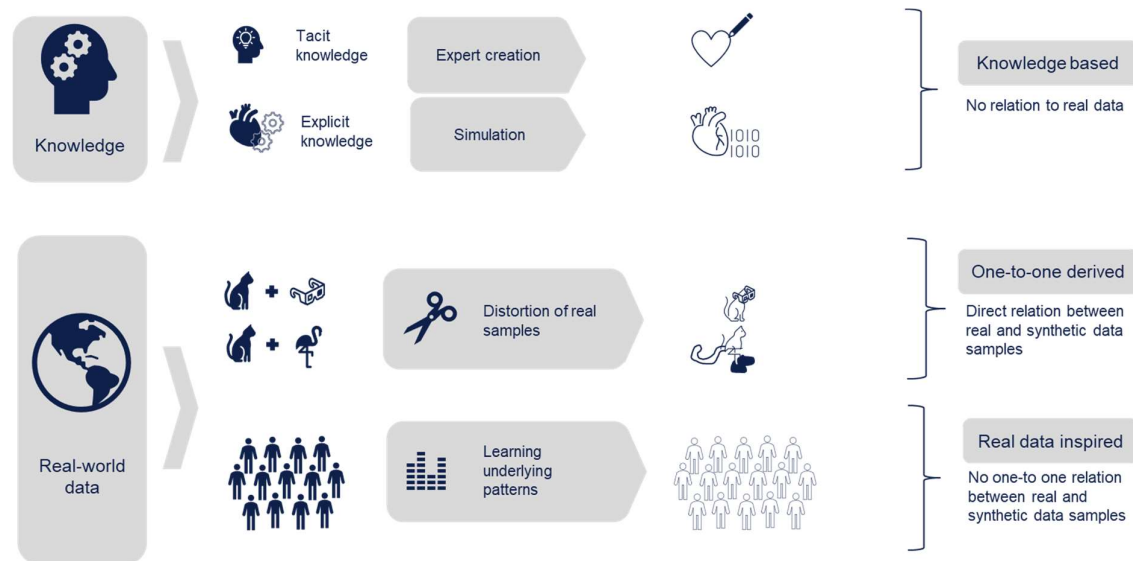 Knowledge
Tacit
knowledge
Expert creation
Explicit
knowledge
Simulation
1010
1010
Knowledge based
No relation to real data
Real-world
data
Distortion of real
samples
One-to-one derived
Direct relation between
real and synthetic data
samples
Learning
underlying
patterns
Real data inspired
No one-to one relation
between real and
synthetic data samples